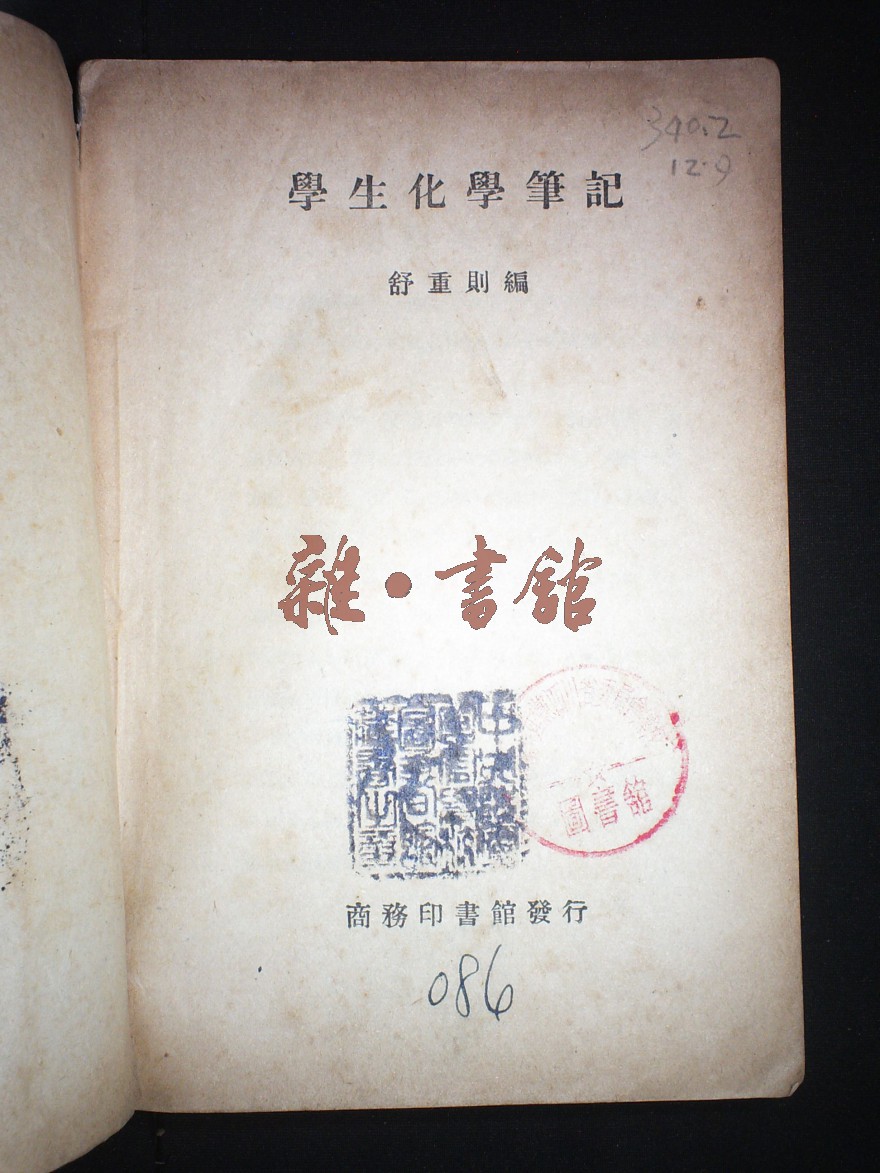 340.2
12.9
學生化學筆記
舒重則編
雜·書館
圖書館
商務印書館發行
086